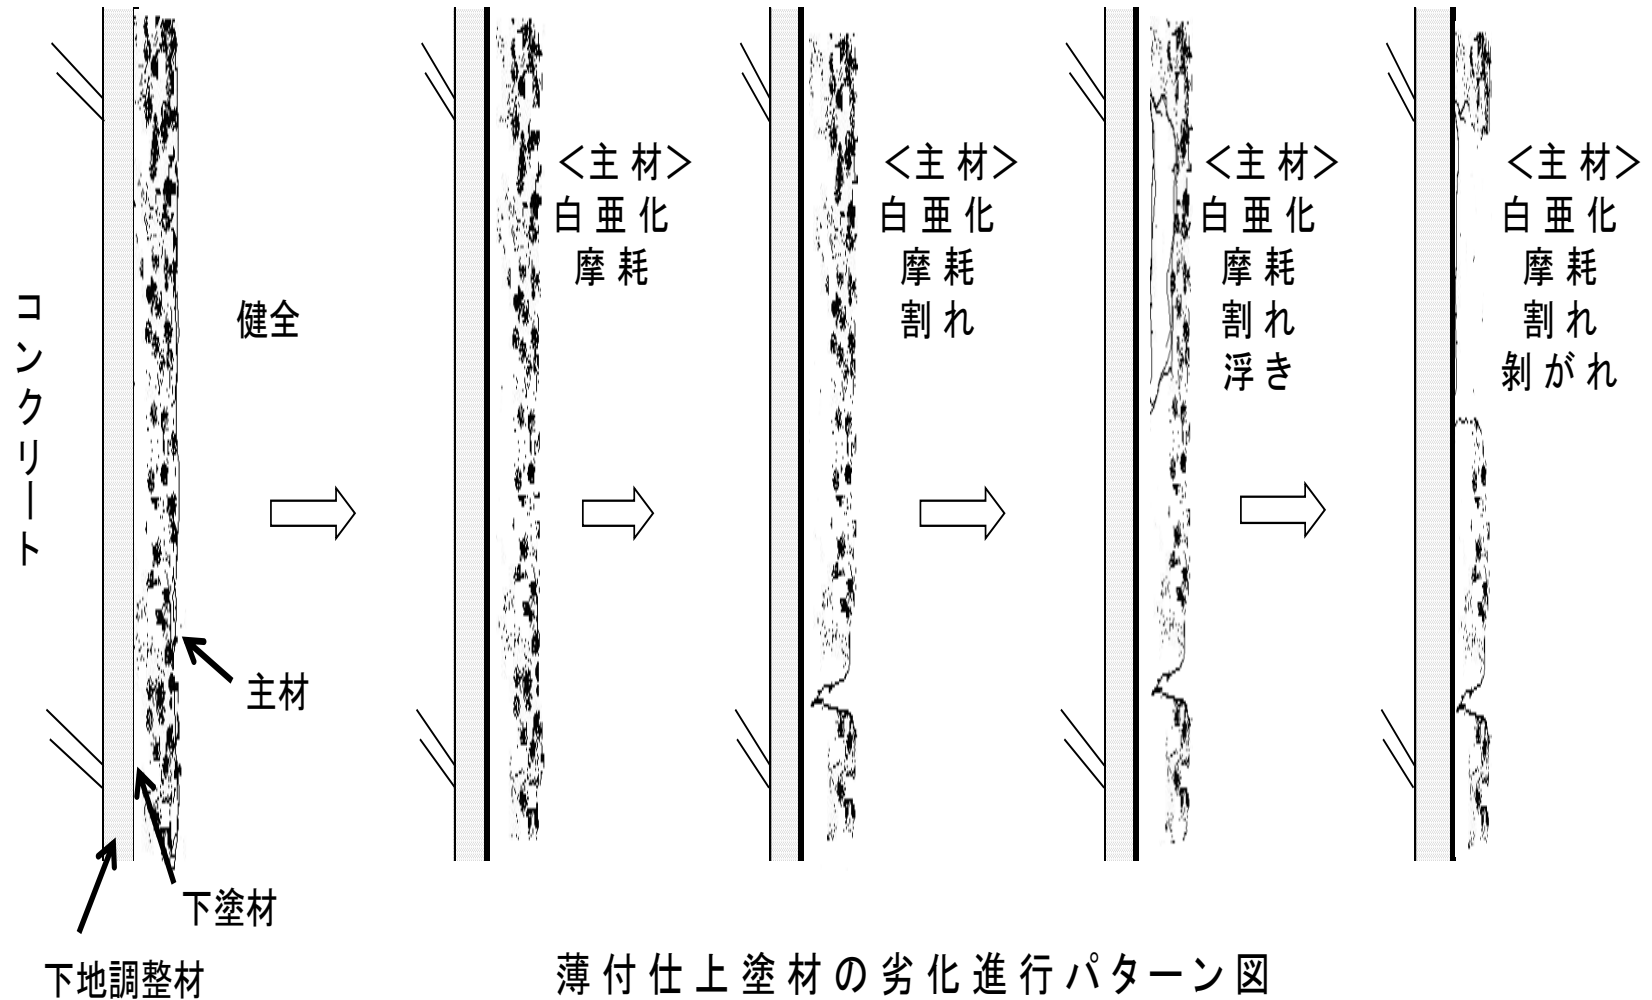 コンクリート
健全
主材
下塗材
下地調整材
＜主材＞
白亜化
摩耗
＜主材＞
白亜化
摩耗
割れ
＜主材＞
白亜化
摩耗
割れ
浮き
＜主材＞
白亜化
摩耗
割れ
剝がれ
薄付仕上塗材の劣化進行パターン図